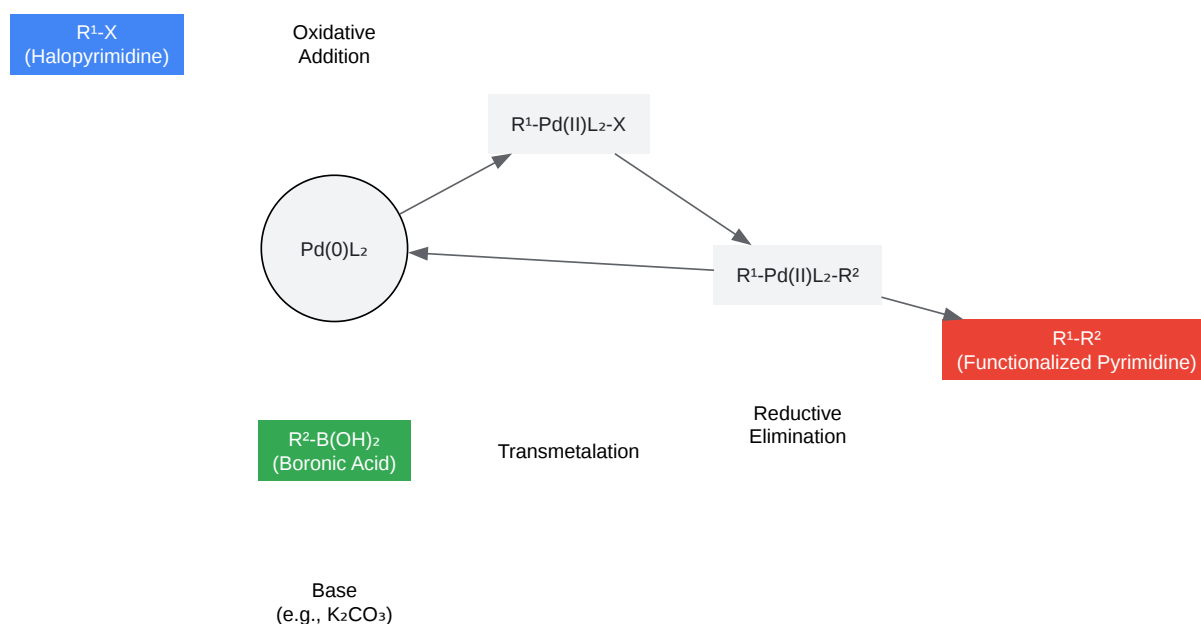 R¹-X
(Halopyrimidine)
Oxidative
Addition
R¹-Pd(II)L₂-X
Pd(0)L₂
R¹-Pd(II)L₂-R²
R¹-R²
(Functionalized Pyrimidine)
R²-B(OH)₂
(Boronic Acid)
Transmetalation
Reductive
Elimination
Base
(e.g., K₂CO₃)